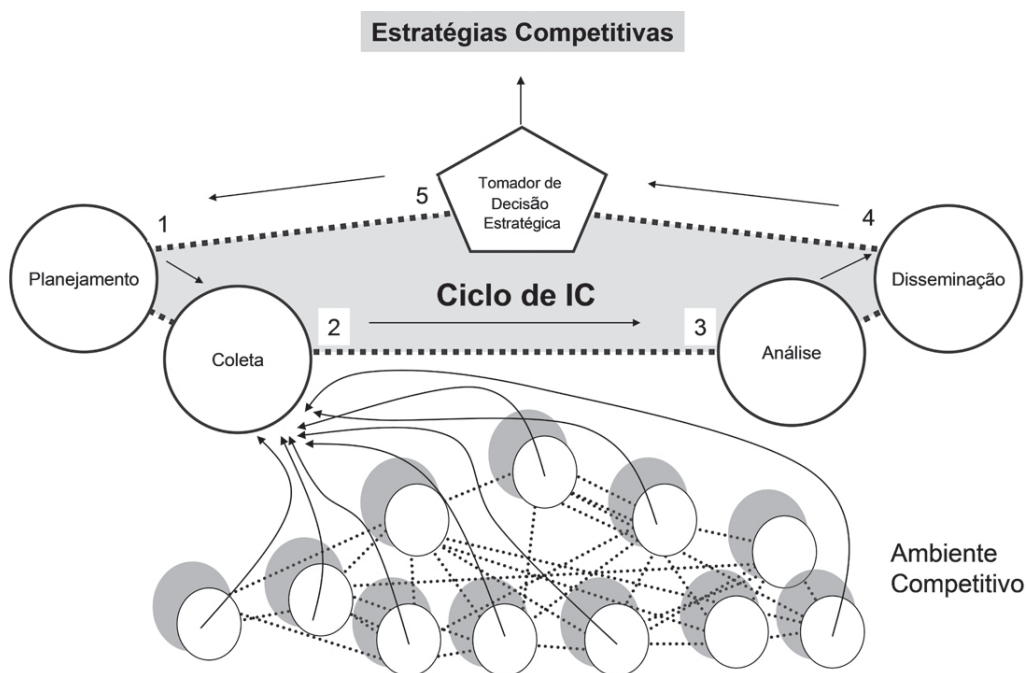 Estratégias Competitivas
Tomador de
Decisão
Estratégica
5
1
4
Planejamento
Disseminação
Ciclo de IC
2
3
Coleta
Análise
Ambiente
Competitivo